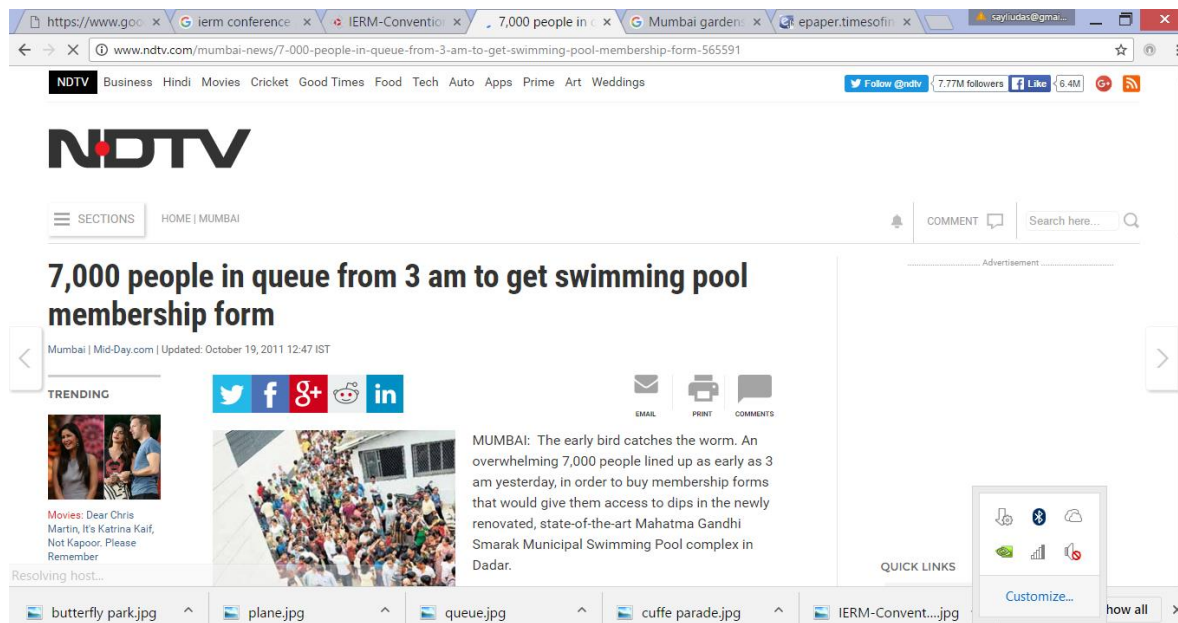 https://www.goo
ierm conference
IERM-Convention
7,000 people in
Mumbai gardens
epaper.timesofin
sayliudas@gmai...
www.ndtv.com/mumbai-news/7-000-people-in-queue-from-3-am-to-get-swimming-pool-membership-form-565591
NDTV Business Hindi Movies Cricket Good Times Food Tech Auto Apps Prime Art Weddings
Follow @ndtv 7.77M followers Like 6.4M G+
NDTV
SECTIONS HOME | MUMBAI COMMENT Search here...
7,000 people in queue from 3 am to get swimming pool
membership form
Advertisement
Mumbai | Mid-Day.com | Updated: October 19, 2011 12:47 IST
TRENDING
f 8+ in
EMAIL PRINT COMMENTS
MUMBAI: The early bird catches the worm. An
overwhelming 7,000 people lined up as early as 3
am yesterday, in order to buy membership forms
that would give them access to dips in the newly
renovated, state-of-the-art Mahatma Gandhi
Smarak Municipal Swimming Pool complex in
Dadar.
Movies: Dear Chris
Martin, It's Katrina Kaif,
Not Kapoor. Please
Remember
QUICK LINKS
Resolving host...
Customize...
butterfly park.jpg
plane.jpg
queue.jpg
cuffe parade.jpg
IERM-Convent....jpg
how all